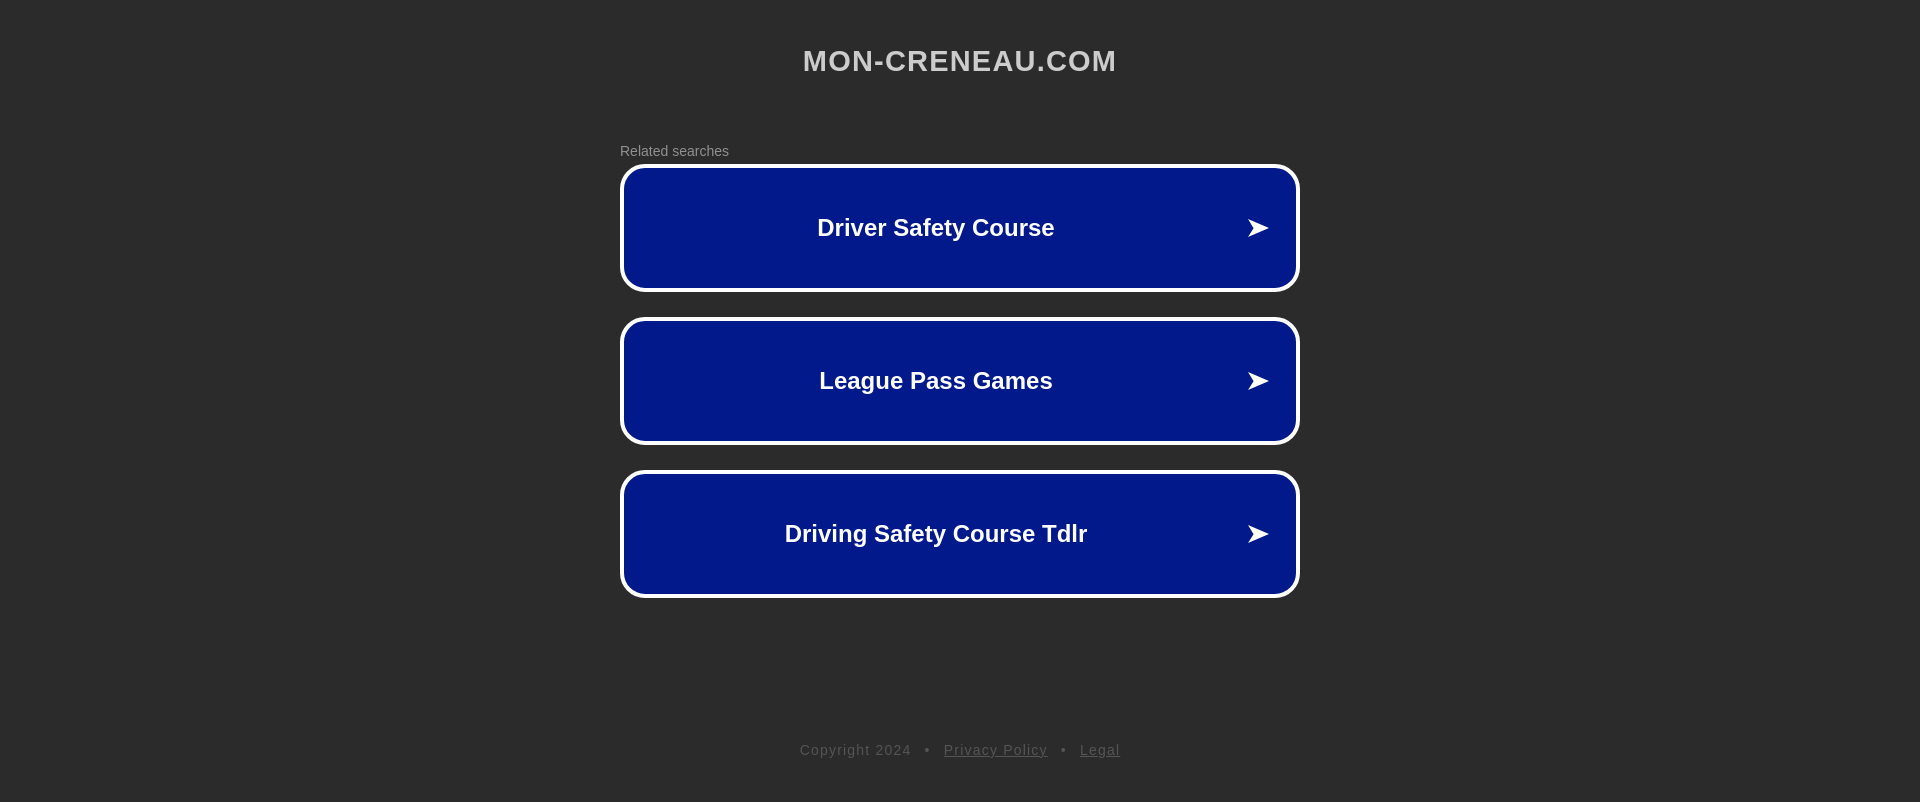 MON-CRENEAU.COM
Related searches
Driver Safety Course
League Pass Games
Driving Safety Course Tdlr
Copyright 2024 • Privacy Policy • Legal